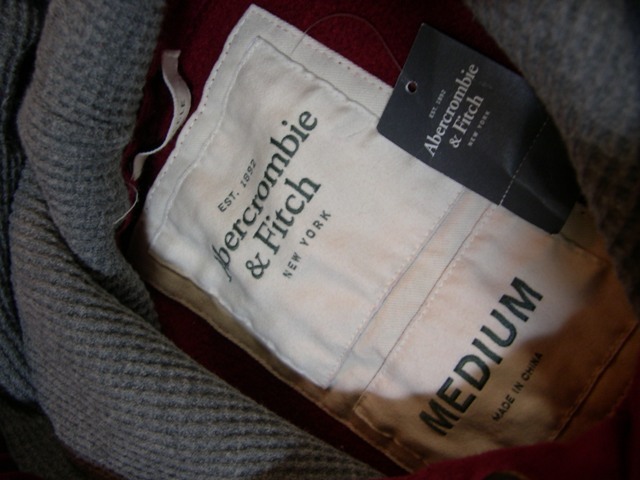 EST. 1892
Abercrombie
& Fitch
NEW YORK
EST. 1892
Abercrombie
& Fitch
NEW YORK
MEDIUM
MADE IN CHINA